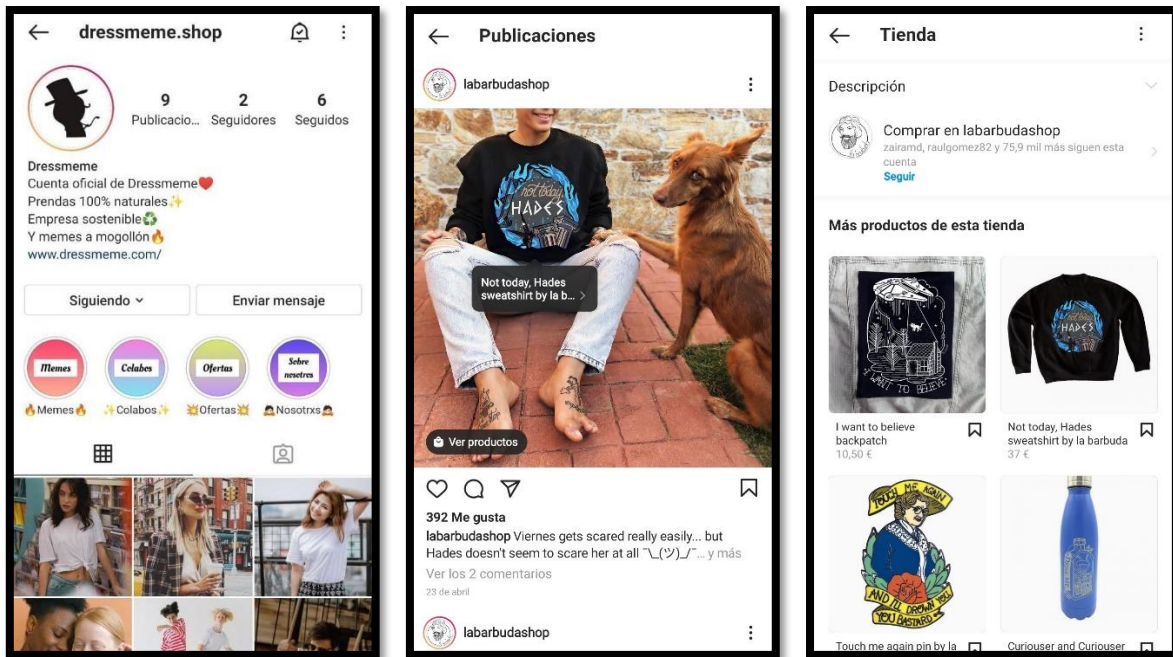 dressmeme.shop
9
2
6
Publicacio...
Seguidores
Seguidos
Dressmeme
Cuenta oficial de Dressmeme❤️
Prendas 100% naturales✨
Empresa sostenible♻️
Y memes a mogollón🔥
www.dressmeme.com/
Siguiendo
Enviar mensaje
Memes
Colabos
Ofertas
Sobre
nosotres
🔥Memes🔥
✨Colabos✨
💥Ofertas💥
🙇Nosotrxs🙇
Publicaciones
labarbudashop
not today,
HADES
Not today, Hades
sweatshirt by la b... >
Ver productos
392 Me gusta
labarbudashop Viernes gets scared really easily... but
Hades doesn't seem to scare her at all ¯\_(ツ)_/¯... y más
Ver los 2 comentarios
23 de abril
labarbudashop
Tienda
Descripción
Comprar en labarbudashop
zairamd, raulgomez82 y 75,9 mil más siguen esta
cuenta
Seguir
Más productos de esta tienda
I WANT TO BELIEVE
not today,
HADES
I want to believe
backpatch
10,50 €
Not today, Hades
sweatshirt by la barbuda
37 €
TOUCH ME AGAIN
AND I'LL DROWN YOU
YOU BASTARD
Touch me again pin by la
Curiouser and Curiouser